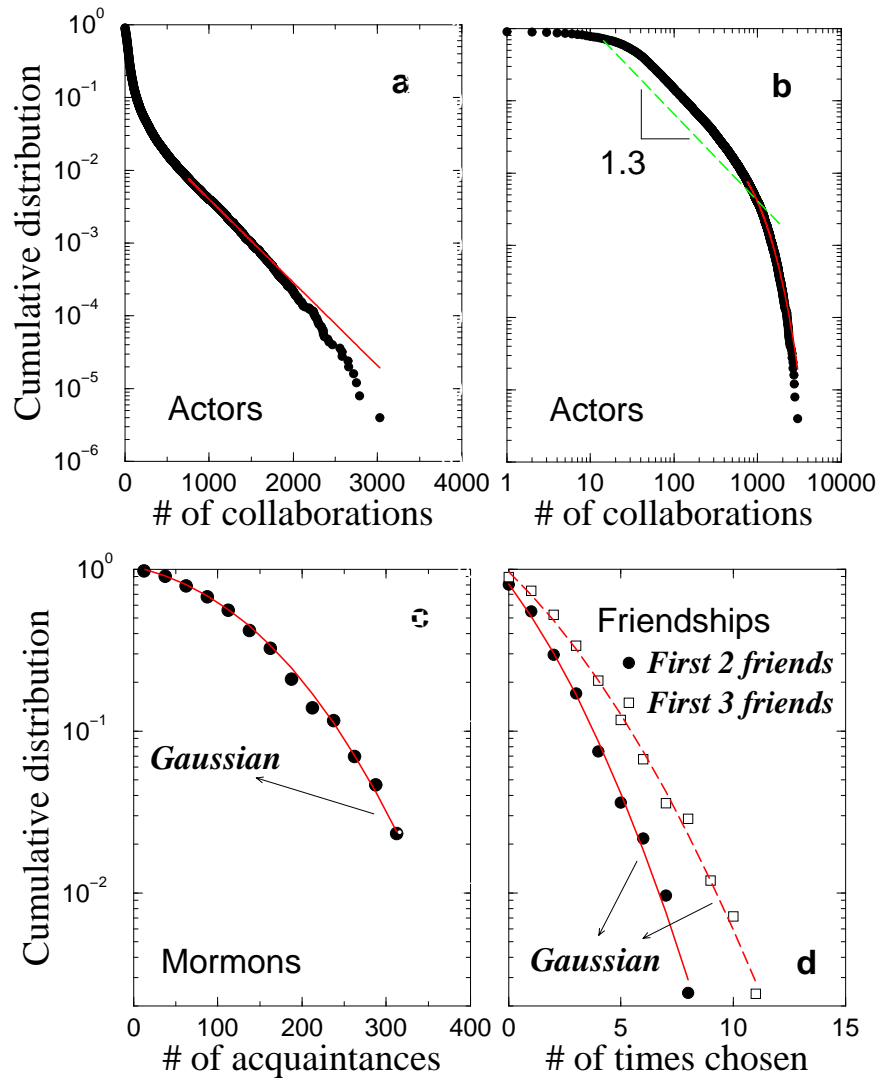 10^0
10^-1
10^-2
10^-3
10^-4
10^-5
10^-6
Cumulative distribution
a
Actors
0 1000 2000 3000 4000
# of collaborations
b
1.3
Actors
1 10 100 1000 10000
# of collaborations
10^0
10^-1
10^-2
Cumulative distribution
c
Gaussian
Mormons
0 100 200 300 400
# of acquaintances
Friendships
First 2 friends
First 3 friends
Gaussian
d
0 5 10 15
# of times chosen